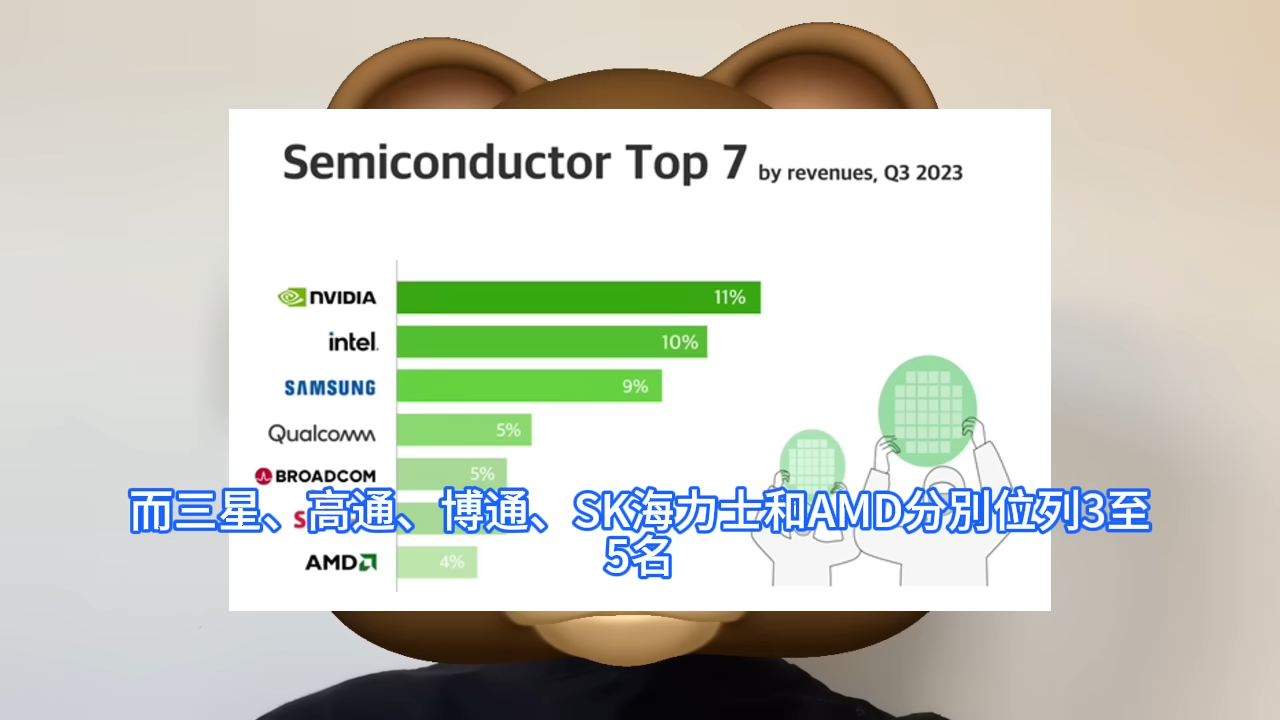 Semiconductor Top 7 by revenues, Q3 2023
NVIDIA 11%
intel. 10%
SAMSUNG 9%
Qualcomm 5%
BROADCOM 5%
而三星、高通、博通、SK海力士和AMD分別位列3至
5名
AMD 4%